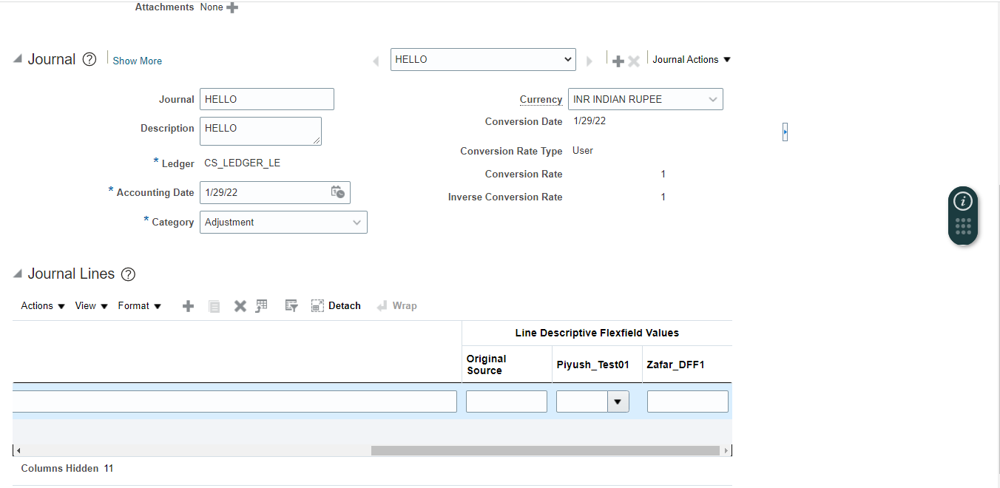 Attachments None
Journal Show More HELLO Journal Actions
Journal HELLO
Currency INR INDIAN RUPEE
Description HELLO
Conversion Date 1/29/22
Conversion Rate Type User
* Ledger CS_LEDGER_LE
Conversion Rate 1
* Accounting Date 1/29/22
Inverse Conversion Rate 1
* Category Adjustment
Journal Lines
Actions View Format Detach Wrap
Line Descriptive Flexfield Values
Original
Source
Piyush_Test01
Zafar_DFF1
Columns Hidden 11